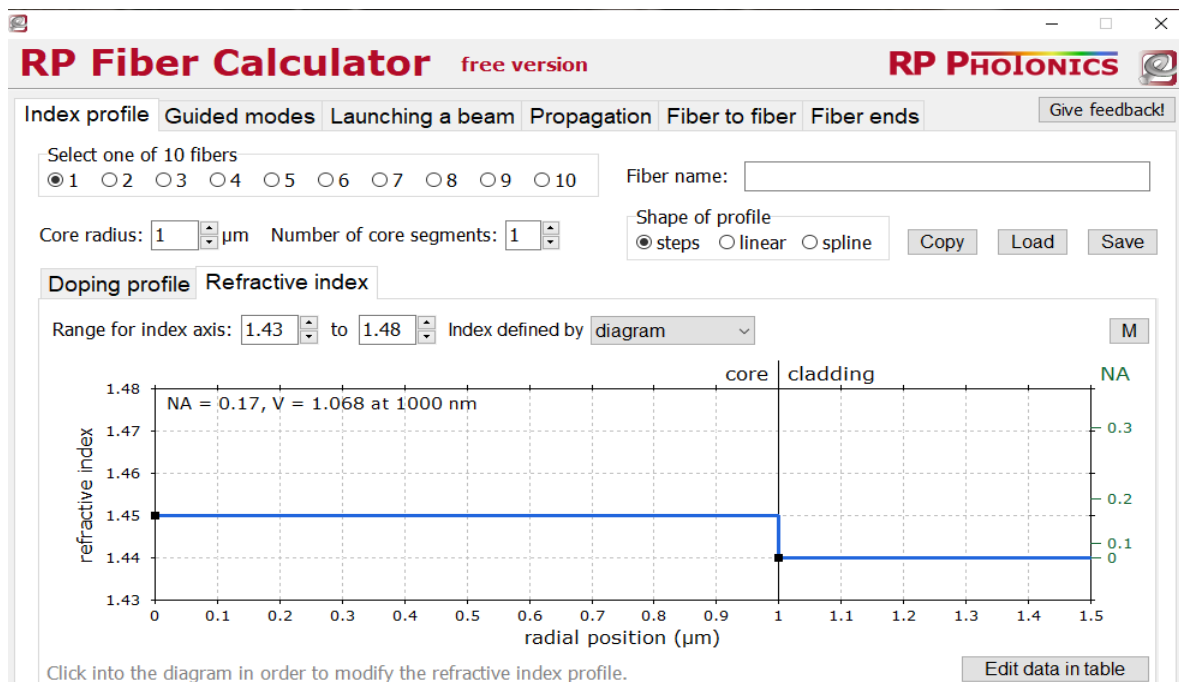 RP Fiber Calculator free version RP PHOTONICS
Index profile Guided modes Launching a beam Propagation Fiber to fiber Fiber ends Give feedback!
Select one of 10 fibers
1 2 3 4 5 6 7 8 9 10 Fiber name:
Shape of profile
Core radius: 1 µm Number of core segments: 1 steps linear spline Copy Load Save
Doping profile Refractive index
Range for index axis: 1.43 to 1.48 Index defined by diagram M
core cladding NA
1.48
NA = 0.17, V = 1.068 at 1000 nm
1.47 0.3
1.46
0.2
1.45
0.1
1.44 0
1.43
refractive index
0 0.1 0.2 0.3 0.4 0.5 0.6 0.7 0.8 0.9 1 1.1 1.2 1.3 1.4 1.5
radial position (µm)
Click into the diagram in order to modify the refractive index profile. Edit data in table